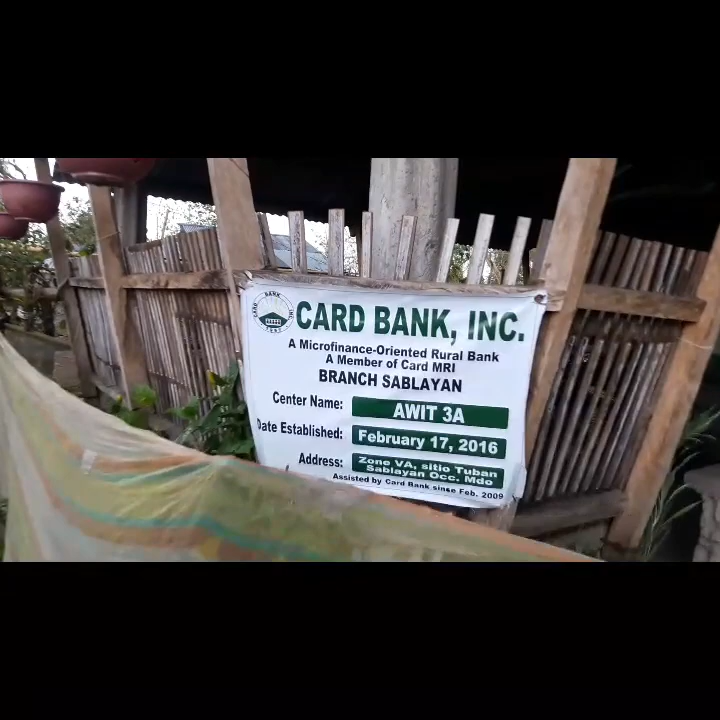 CARD BANK, INC.
A Microfinance-Oriented Rural Bank
A Member of Card MRI
BRANCH SABLAYAN
Center Name: AWIT 3A
Date Established: February 17, 2016
Address: Zone VA, sitio Tuban
Sablayan Occ. Mdo
Assisted by Card Bank since Feb. 2009